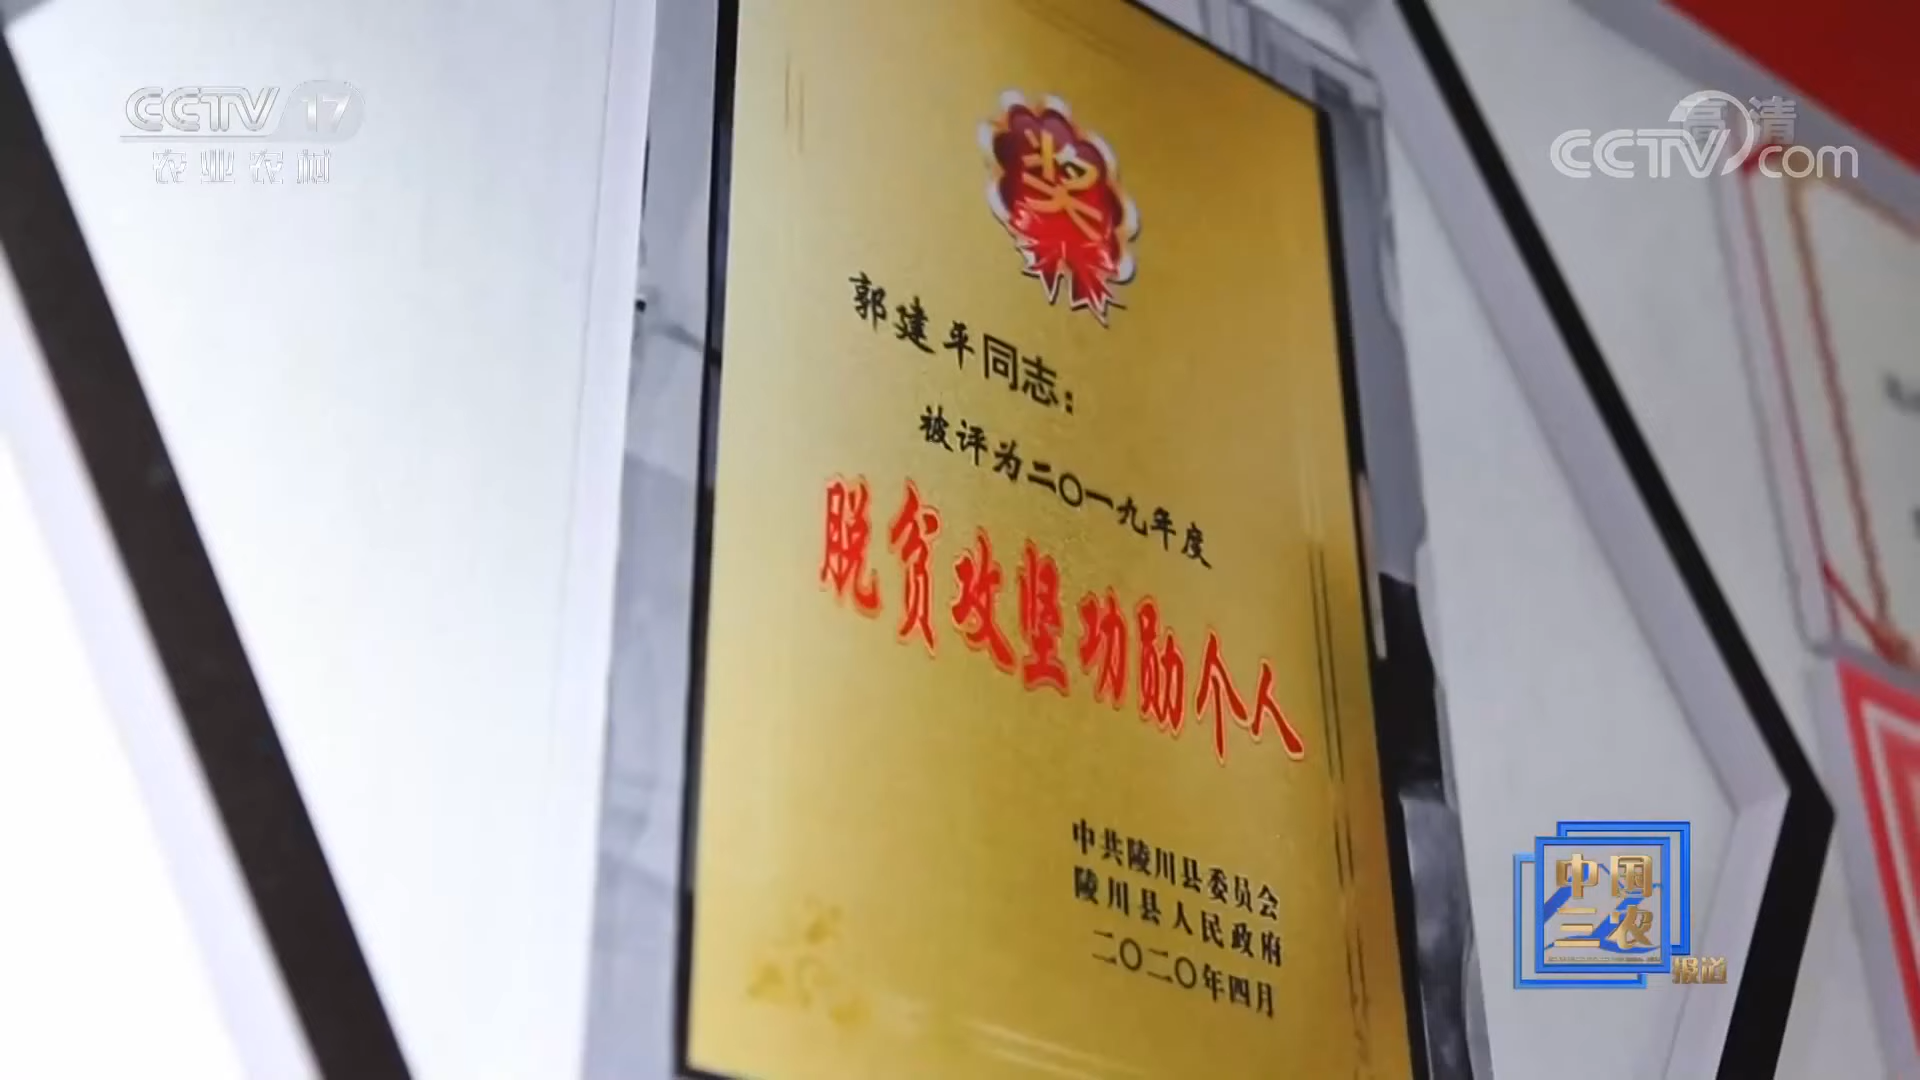 CCTV 17
农业农村
高清
CCTV.com
奖
郭建平同志：
被评为二〇一九年度
脱贫攻坚功勋个人
中共陵川县委员会
陵川县人民政府
二〇二〇年四月
中国
三农
报道